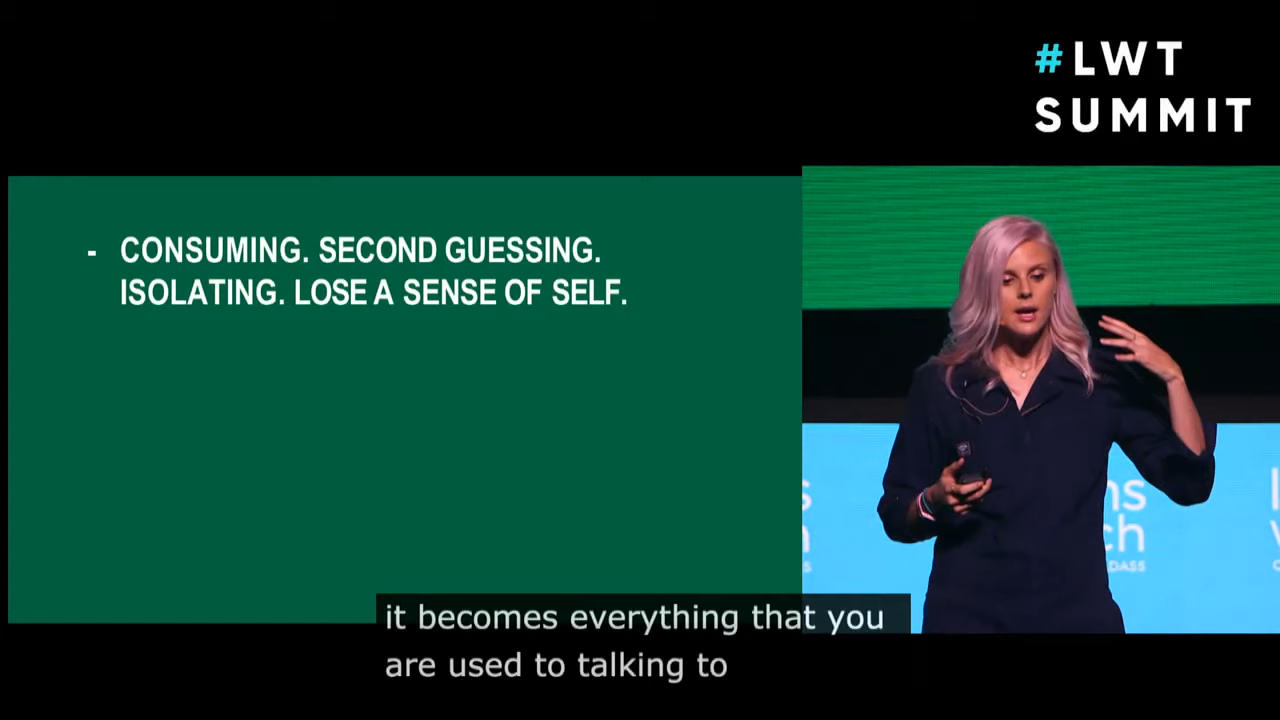 #LWT
SUMMIT
- CONSUMING. SECOND GUESSING.
ISOLATING. LOSE A SENSE OF SELF.
it becomes everything that you
are used to talking to